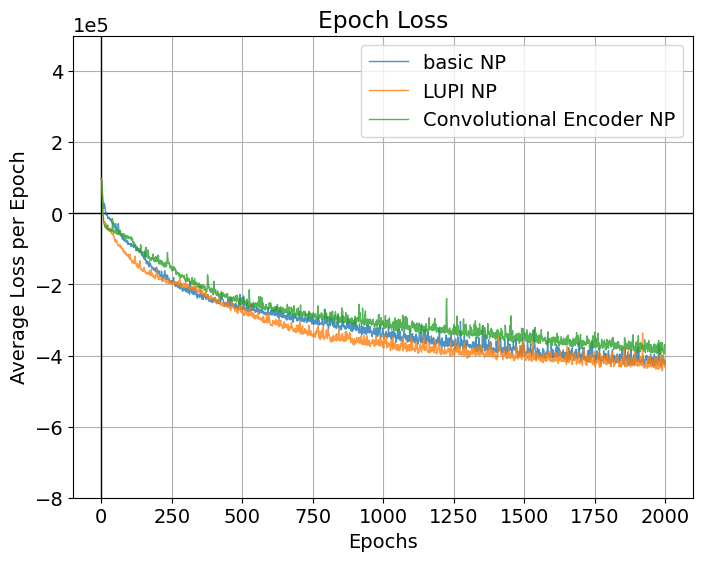 Epoch Loss
1e5
basic NP
LUPI NP
Convolutional Encoder NP
Average Loss per Epoch
4
2
0
−2
−4
−6
−8
0 250 500 750 1000 1250 1500 1750 2000
Epochs